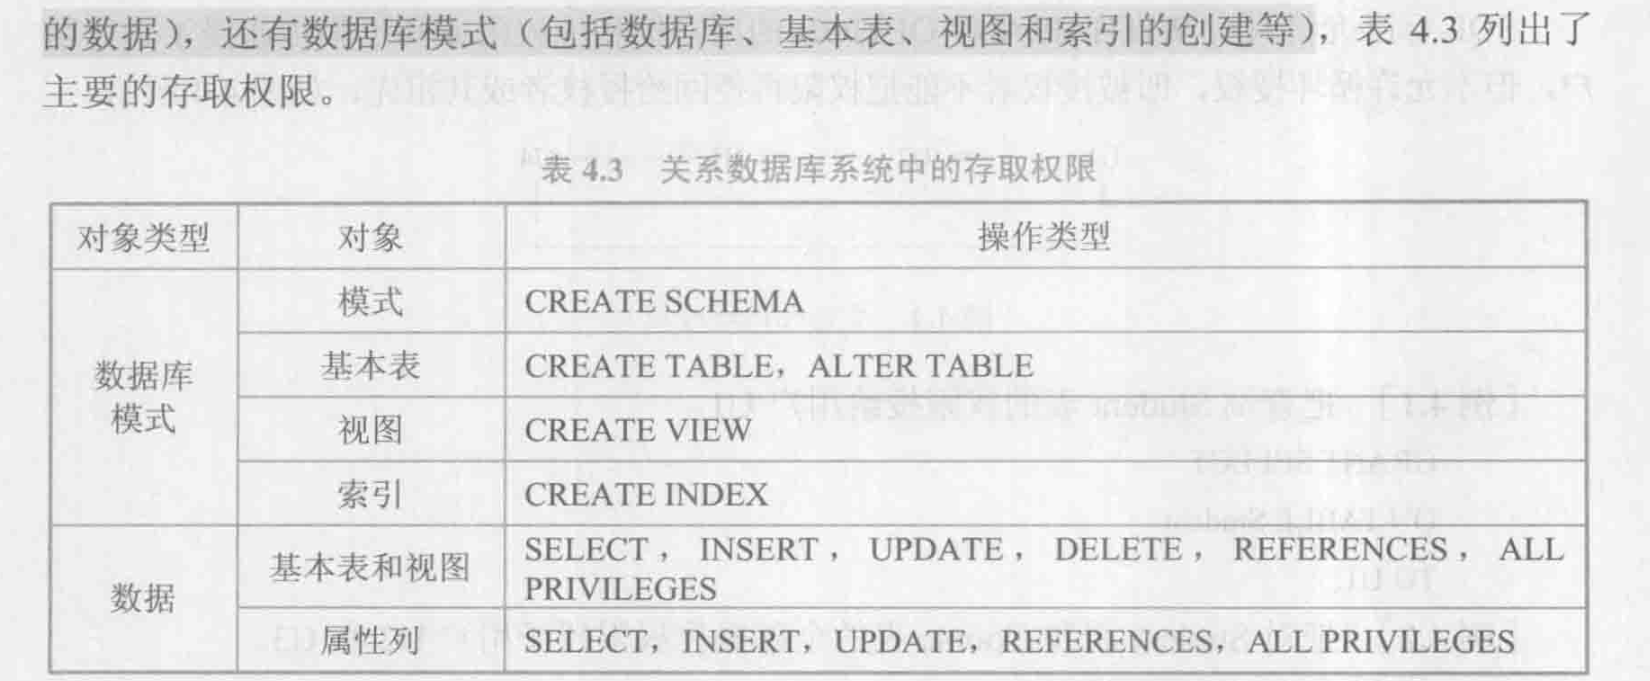 的数据），还有数据库模式（包括数据库、基本表、视图和索引的创建等），表 4.3 列出了
主要的存取权限。
表 4.3 关系数据库系统中的存取权限
对象类型 对象 操作类型
数据库
模式
模式 CREATE SCHEMA
基本表 CREATE TABLE，ALTER TABLE
视图 CREATE VIEW
索引 CREATE INDEX
数据
基本表和视图
SELECT， INSERT， UPDATE， DELETE， REFERENCES， ALL
PRIVILEGES
属性列 SELECT，INSERT，UPDATE，REFERENCES，ALL PRIVILEGES